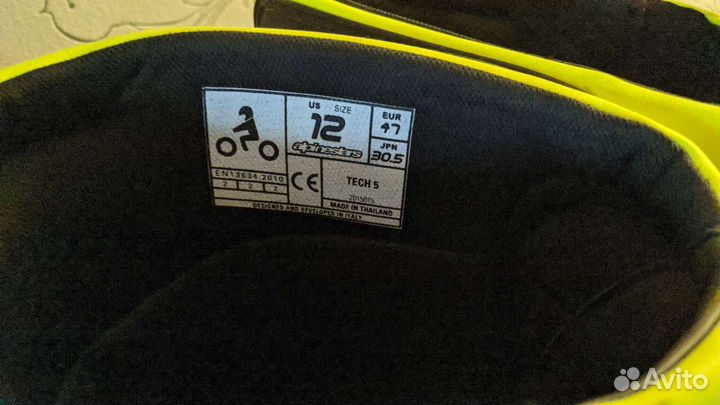 US SIZE
12
alpinestars
EUR
47
JPN
30.5
EN13634:2010
2 2 2
CE
TECH 5
2015015
MADE IN THAILAND
DESIGNED AND DEVELOPED IN ITALY
Avito